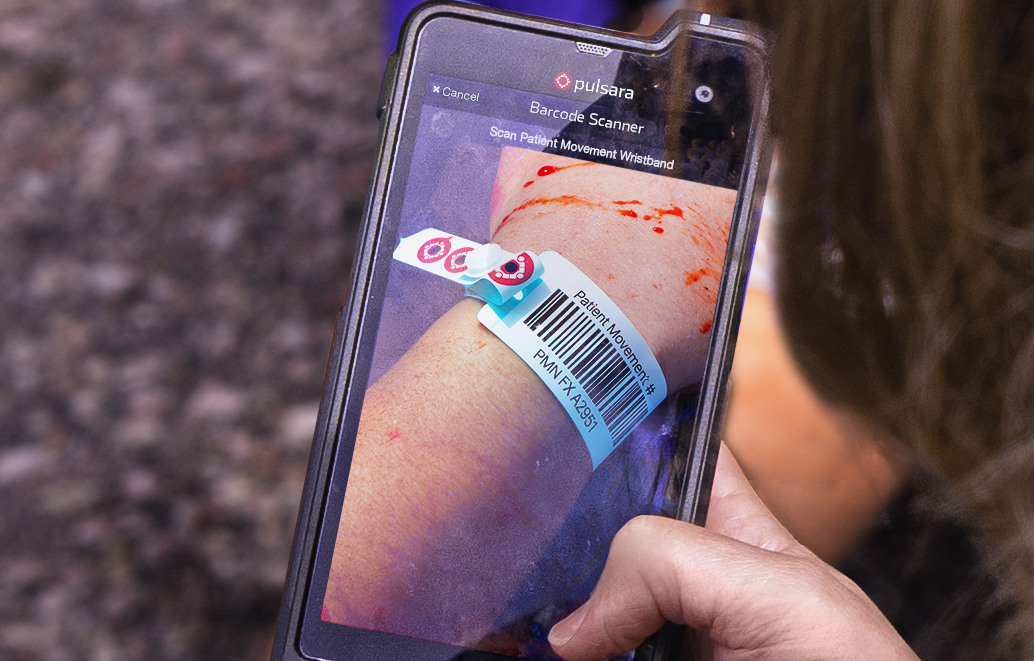 pulsara
× Cancel
Barcode Scanner
Scan Patient Movement Wristband
Patient Movement #
PMN FX A2951